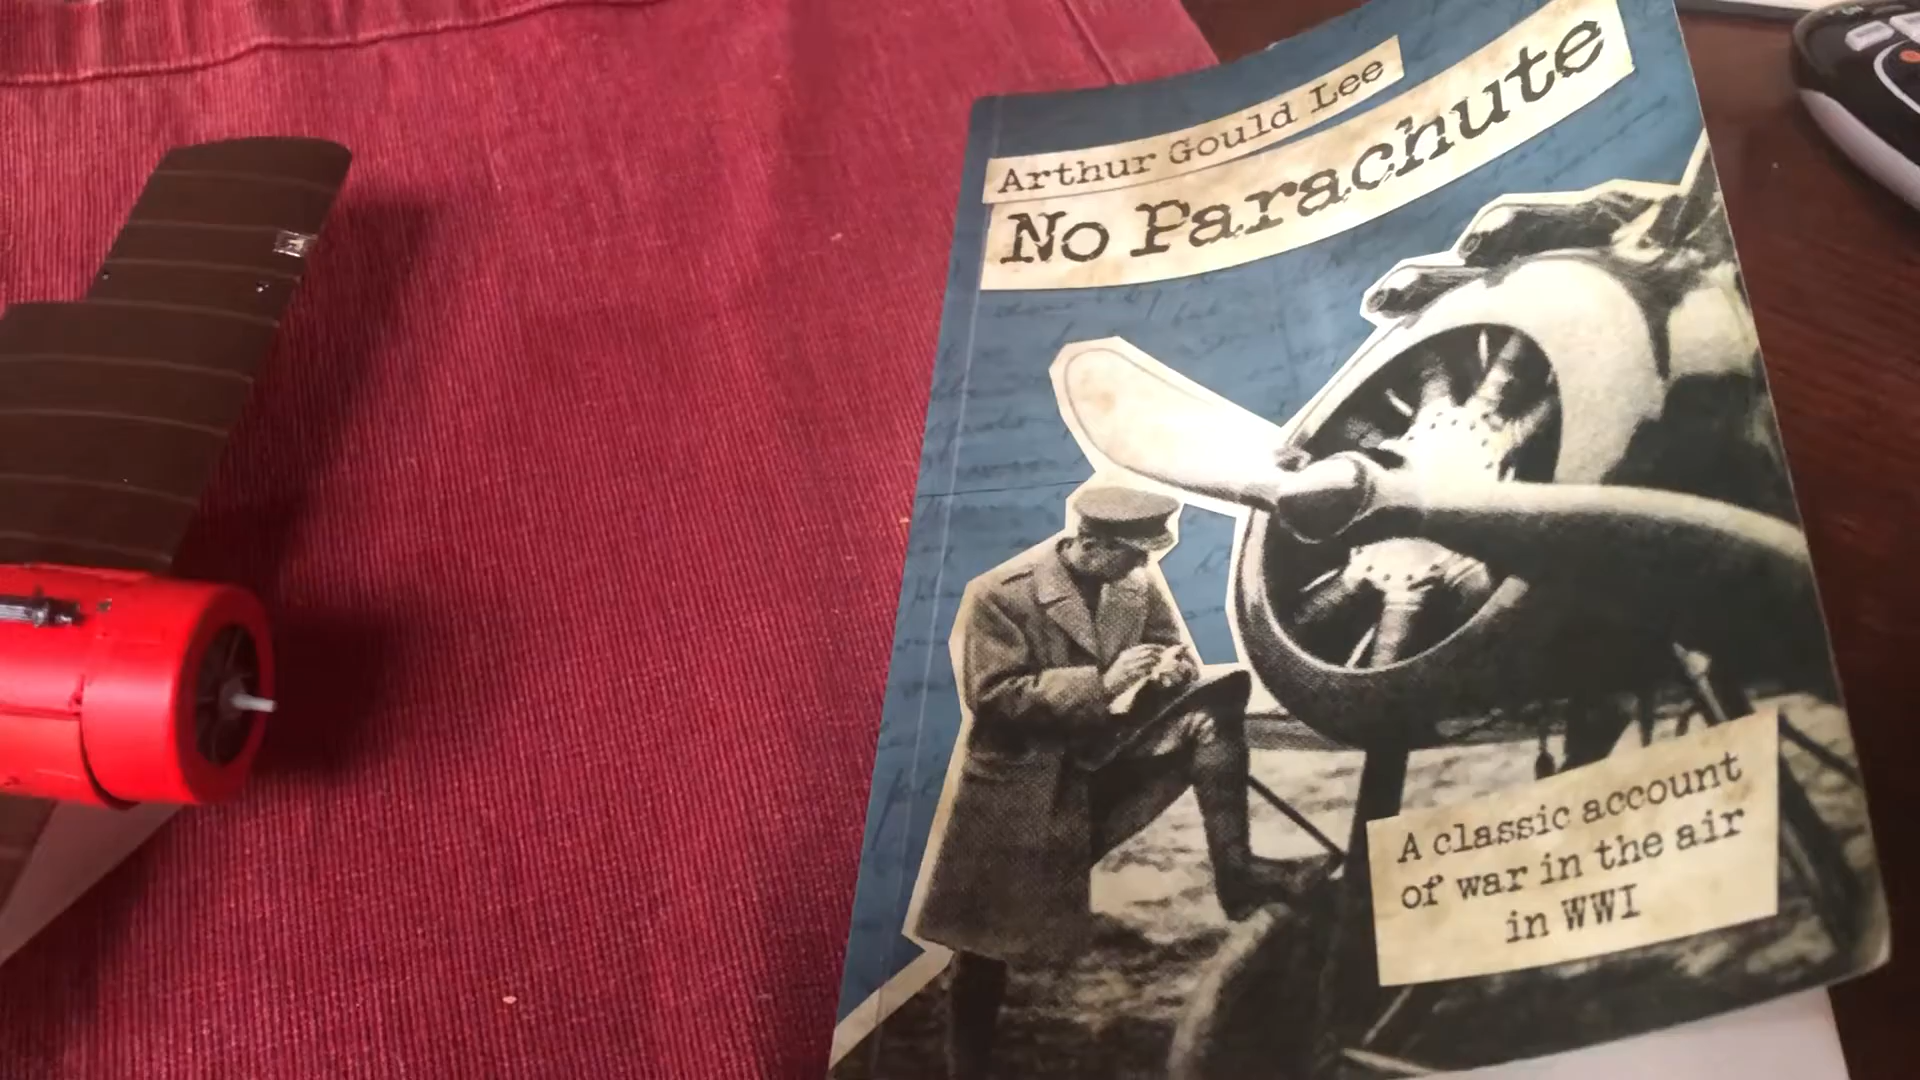 Arthur Gould Lee
No Parachute
A classic account
of war in the air
in WWI